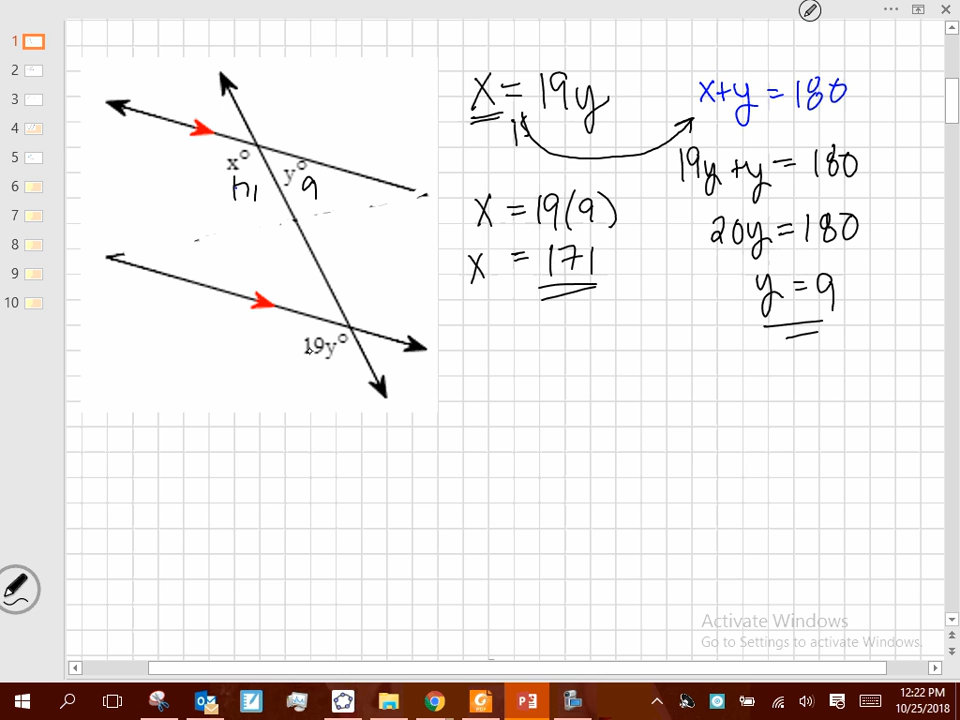 1
2
3
4
5
6
7
8
9
10
x°
y°
171
9
19y°
x = 19y
x + y = 180
19y + y = 180
x = 19(9)
20y = 180
x = 171
y = 9
Activate Windows
Go to Settings to activate Windows.
12:22 PM
10/25/2018